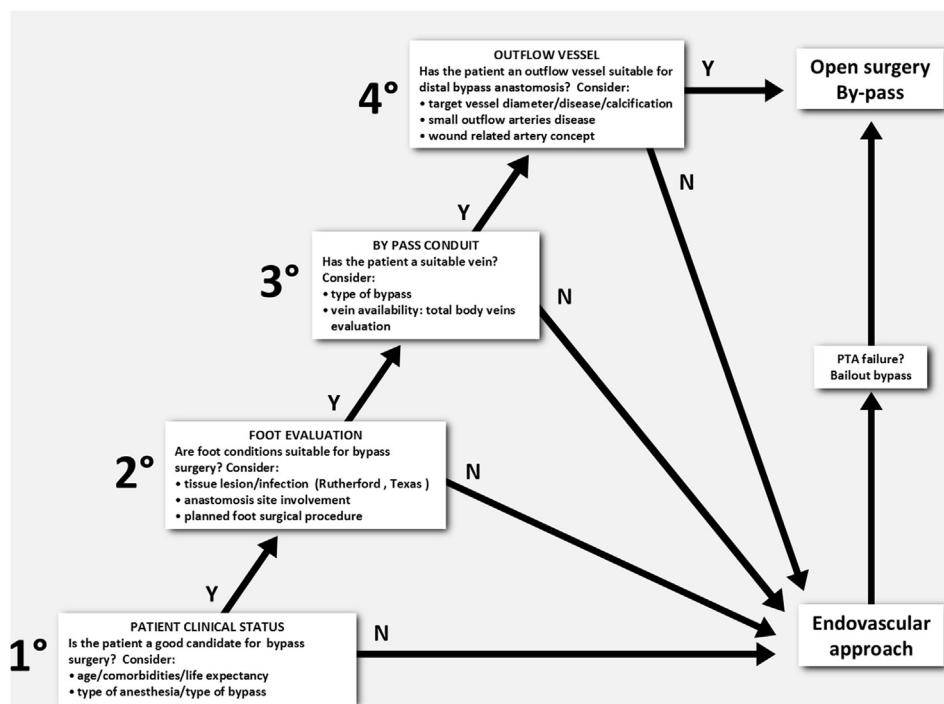 OUTFLOW VESSEL
Has the patient an outflow vessel suitable for
distal bypass anastomosis? Consider:
• target vessel diameter/disease/calcification
• small outflow arteries disease
• wound related artery concept
4°
Y
N
Open surgery
By-pass
Y
BY PASS CONDUIT
Has the patient a suitable vein?
Consider:
• type of bypass
• vein availability: total body veins
evaluation
3°
N
PTA failure?
Bailout bypass
Y
FOOT EVALUATION
Are foot conditions suitable for bypass
surgery? Consider:
• tissue lesion/infection (Rutherford , Texas )
• anastomosis site involvement
• planned foot surgical procedure
2°
N
Y
PATIENT CLINICAL STATUS
Is the patient a good candidate for bypass
surgery? Consider:
• age/comorbidities/life expectancy
• type of anesthesia/type of bypass
1°
N
Endovascular
approach